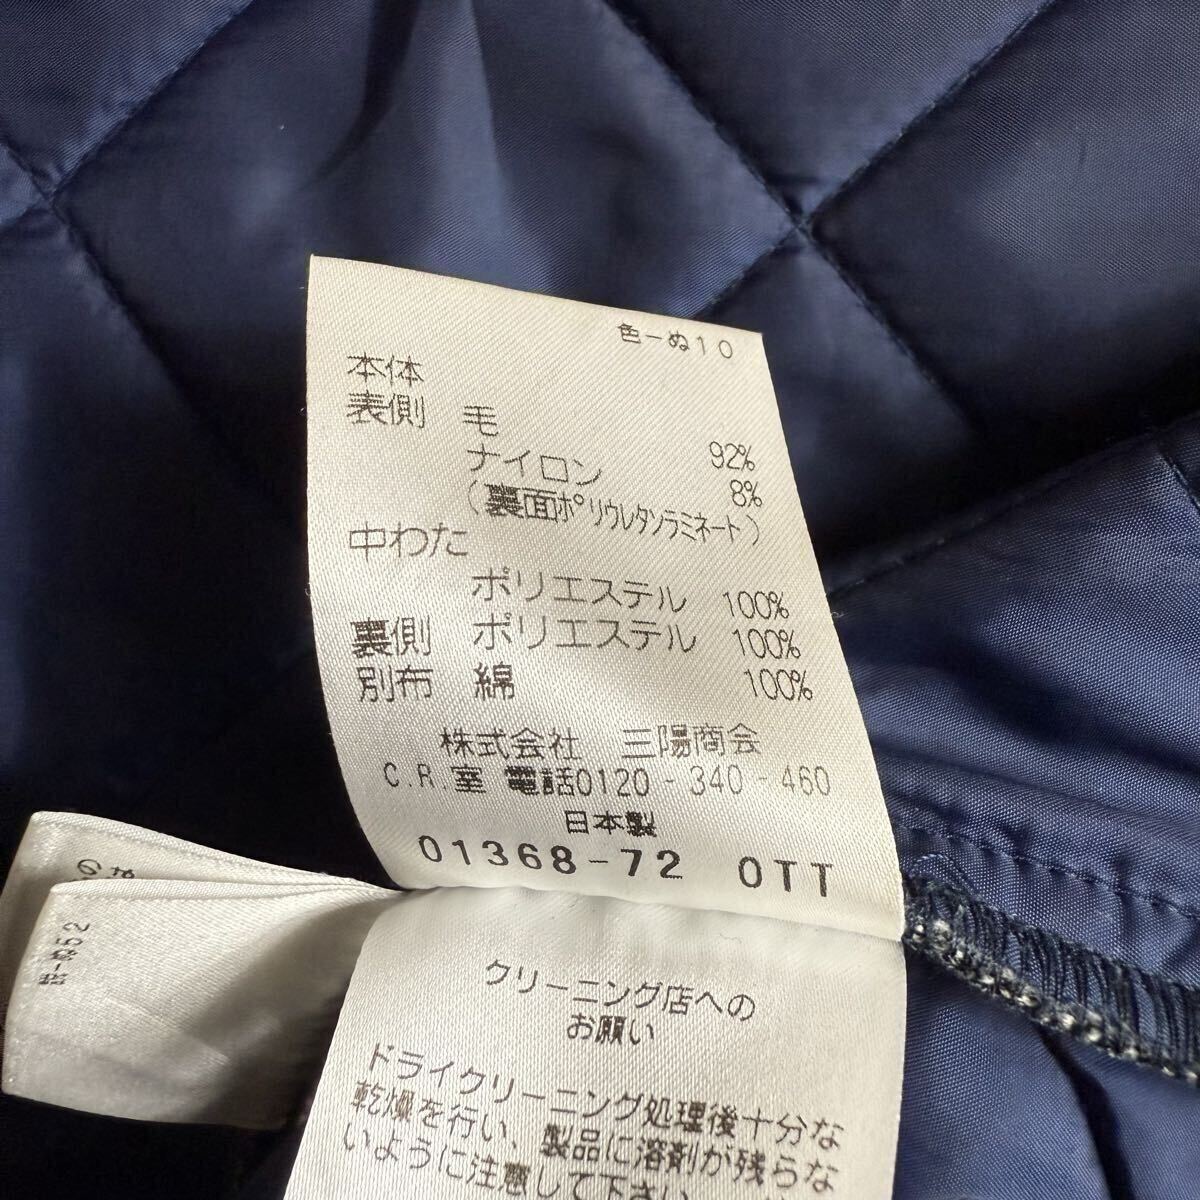 色ーぬ10
本体
表側 毛 92%
ナイロン 8%
(裏面ポリウレタンラミネート)
中わた
ポリエステル 100%
裏側 ポリエステル 100%
別布 綿 100%
株式会社 三陽商会
C.R.室 電話0120-340-460
日本製
01368-72 OTT
クリーニング店への
お願い
ドライクリーニング処理後十分な
乾燥を行い、製品に溶剤が残らな
いように注意して下さい。